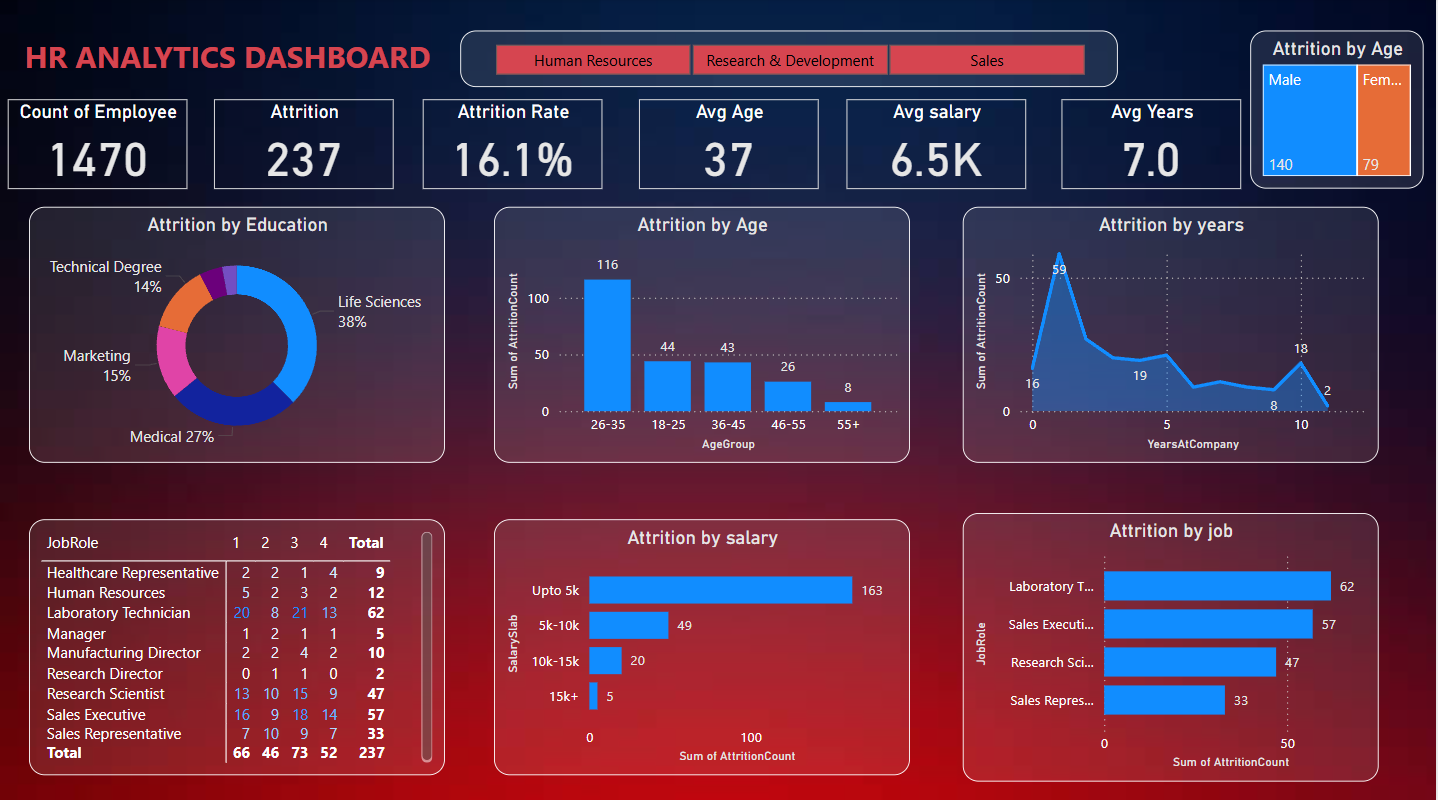 HR ANALYTICS DASHBOARD
Human Resources
Research & Development
Sales
Attrition by Age
Male
Fem...
140
79
Count of Employee
1470
Attrition
237
Attrition Rate
16.1%
Avg Age
37
Avg salary
6.5K
Avg Years
7.0
Attrition by Education
Technical Degree
14%
Life Sciences
38%
Marketing
15%
Medical 27%
Attrition by Age
Sum of AttritionCount
100
50
0
116
44
43
26
8
26-35 18-25 36-45 46-55 55+
AgeGroup
Attrition by years
Sum of AttritionCount
50
0
16
59
19
8
18
2
0 5 10
YearsAtCompany
JobRole 1 2 3 4 Total
Healthcare Representative 2 2 1 4 9
Human Resources 5 2 3 2 12
Laboratory Technician 20 8 21 13 62
Manager 1 2 1 1 5
Manufacturing Director 2 2 4 2 10
Research Director 0 1 1 0 2
Research Scientist 13 10 15 9 47
Sales Executive 16 9 18 14 57
Sales Representative 7 10 9 7 33
Total 66 46 73 52 237
Attrition by salary
SalarySlab
Upto 5k 163
5k-10k 49
10k-15k 20
15k+ 5
0 100
Sum of AttritionCount
Attrition by job
JobRole
Laboratory T... 62
Sales Executi... 57
Research Sci... 47
Sales Repres... 33
0 50
Sum of AttritionCount